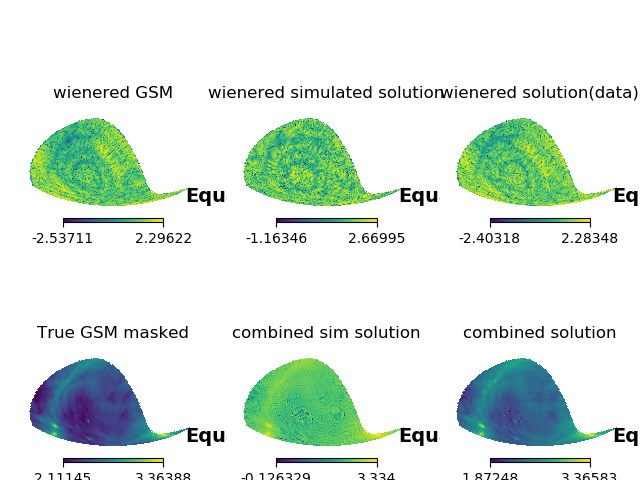 wienered GSM
wienered simulated solution
wienered solution(data)
Equ
Equ
Eq
-2.53711 2.29622
-1.16346 2.66995
-2.40318 2.28348
True GSM masked
combined sim solution
combined solution
Equ
Equ
Eq
2.11145 3.36388
-0.126329 3.334
1.87248 3.36583